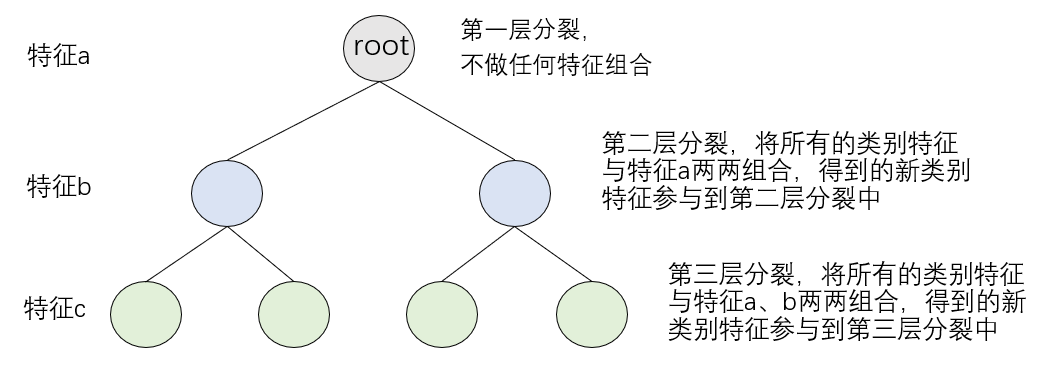 特征a
root
第一层分裂，
不做任何特征组合
特征b
第二层分裂，将所有的类别特征
与特征a两两组合，得到的新类别
特征参与到第二层分裂中
特征c
第三层分裂，将所有的类别特征
与特征a、b两两组合，得到的新
类别特征参与到第三层分裂中